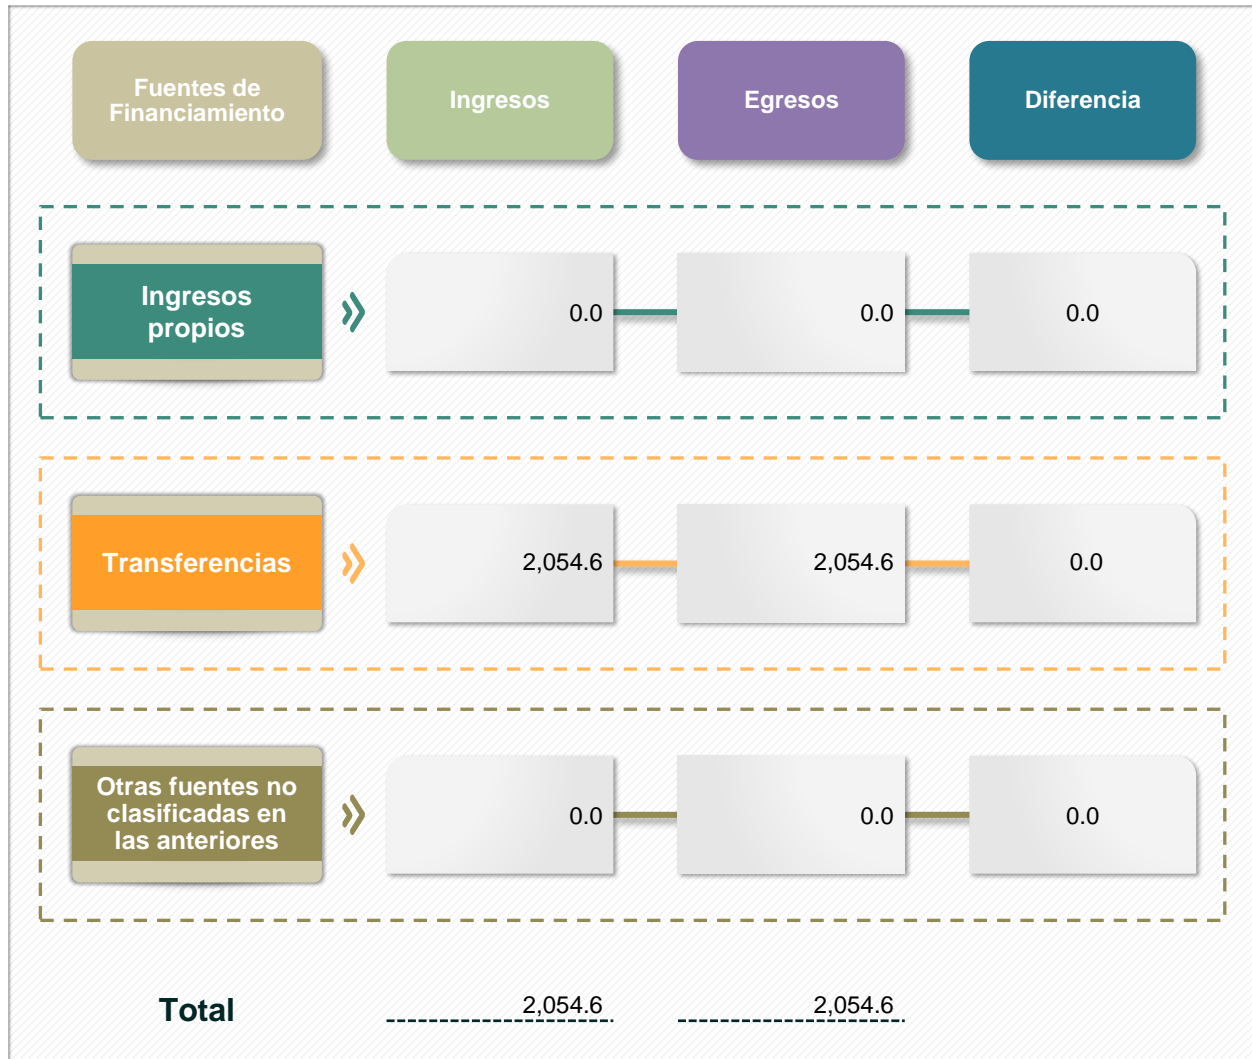 Fuentes de
Financiamiento
Ingresos
Egresos
Diferencia
Ingresos
propios
0.0
0.0
0.0
Transferencias
2,054.6
2,054.6
0.0
Otras fuentes no
clasificadas en
las anteriores
0.0
0.0
0.0
Total
2,054.6
2,054.6